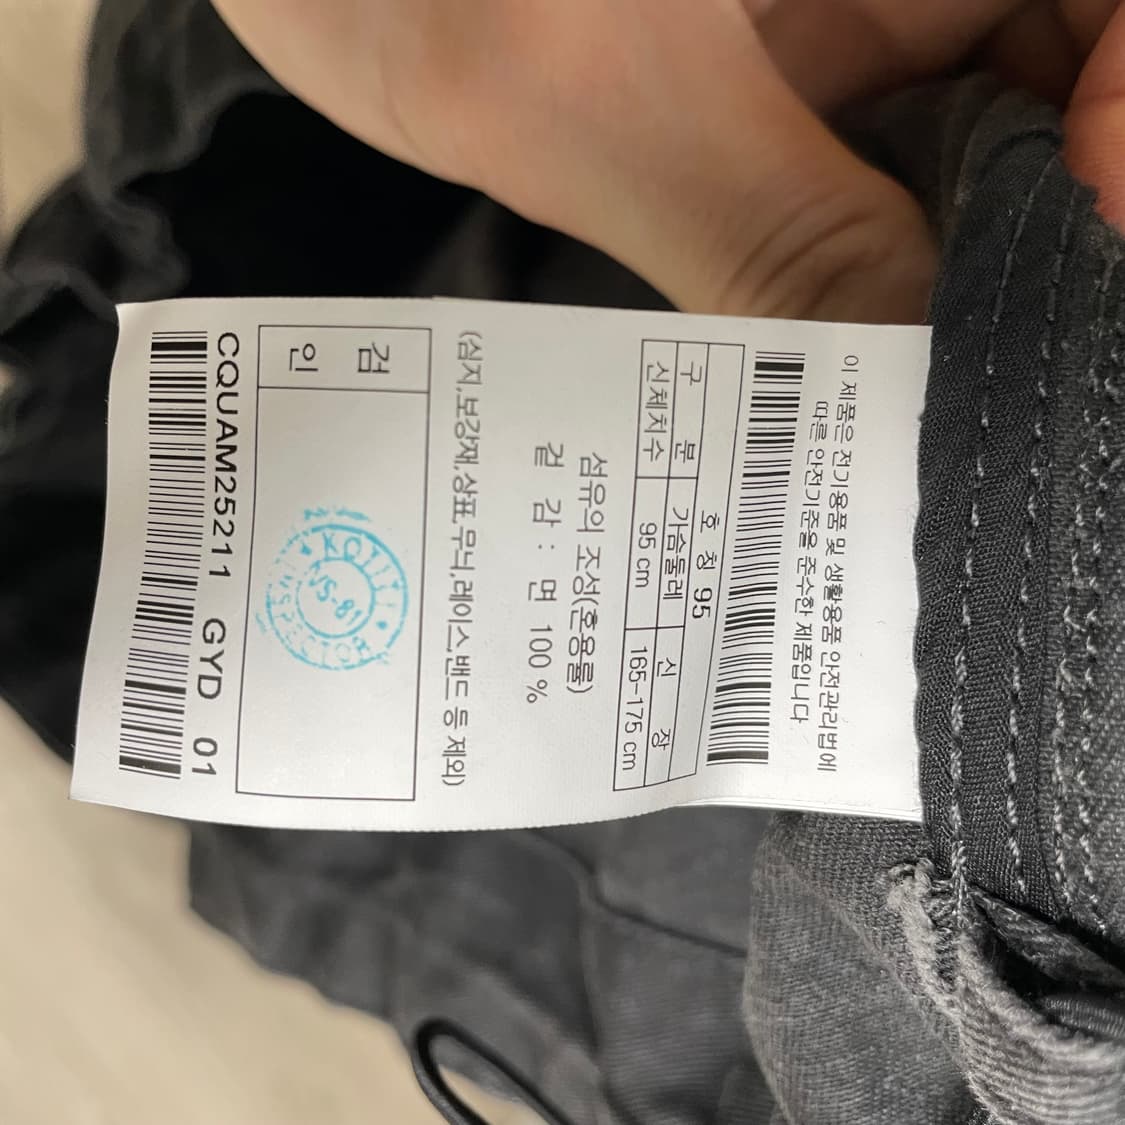 이 제품은 전기용품 및 생활용품 안전관리법에
따른 안전기준을 준수한 제품입니다
호 칭 95
구 분 가슴둘레 신 장
신체치수 95 cm 165-175 cm
섬유의 조성(혼용률)
겉 감 : 면 100 %
(심지,보강재,상표,무늬,레이스,밴드 등 제외)
검
인
KOLON
VS-81
INSPECTOR
CQUAM25211 GYD 01